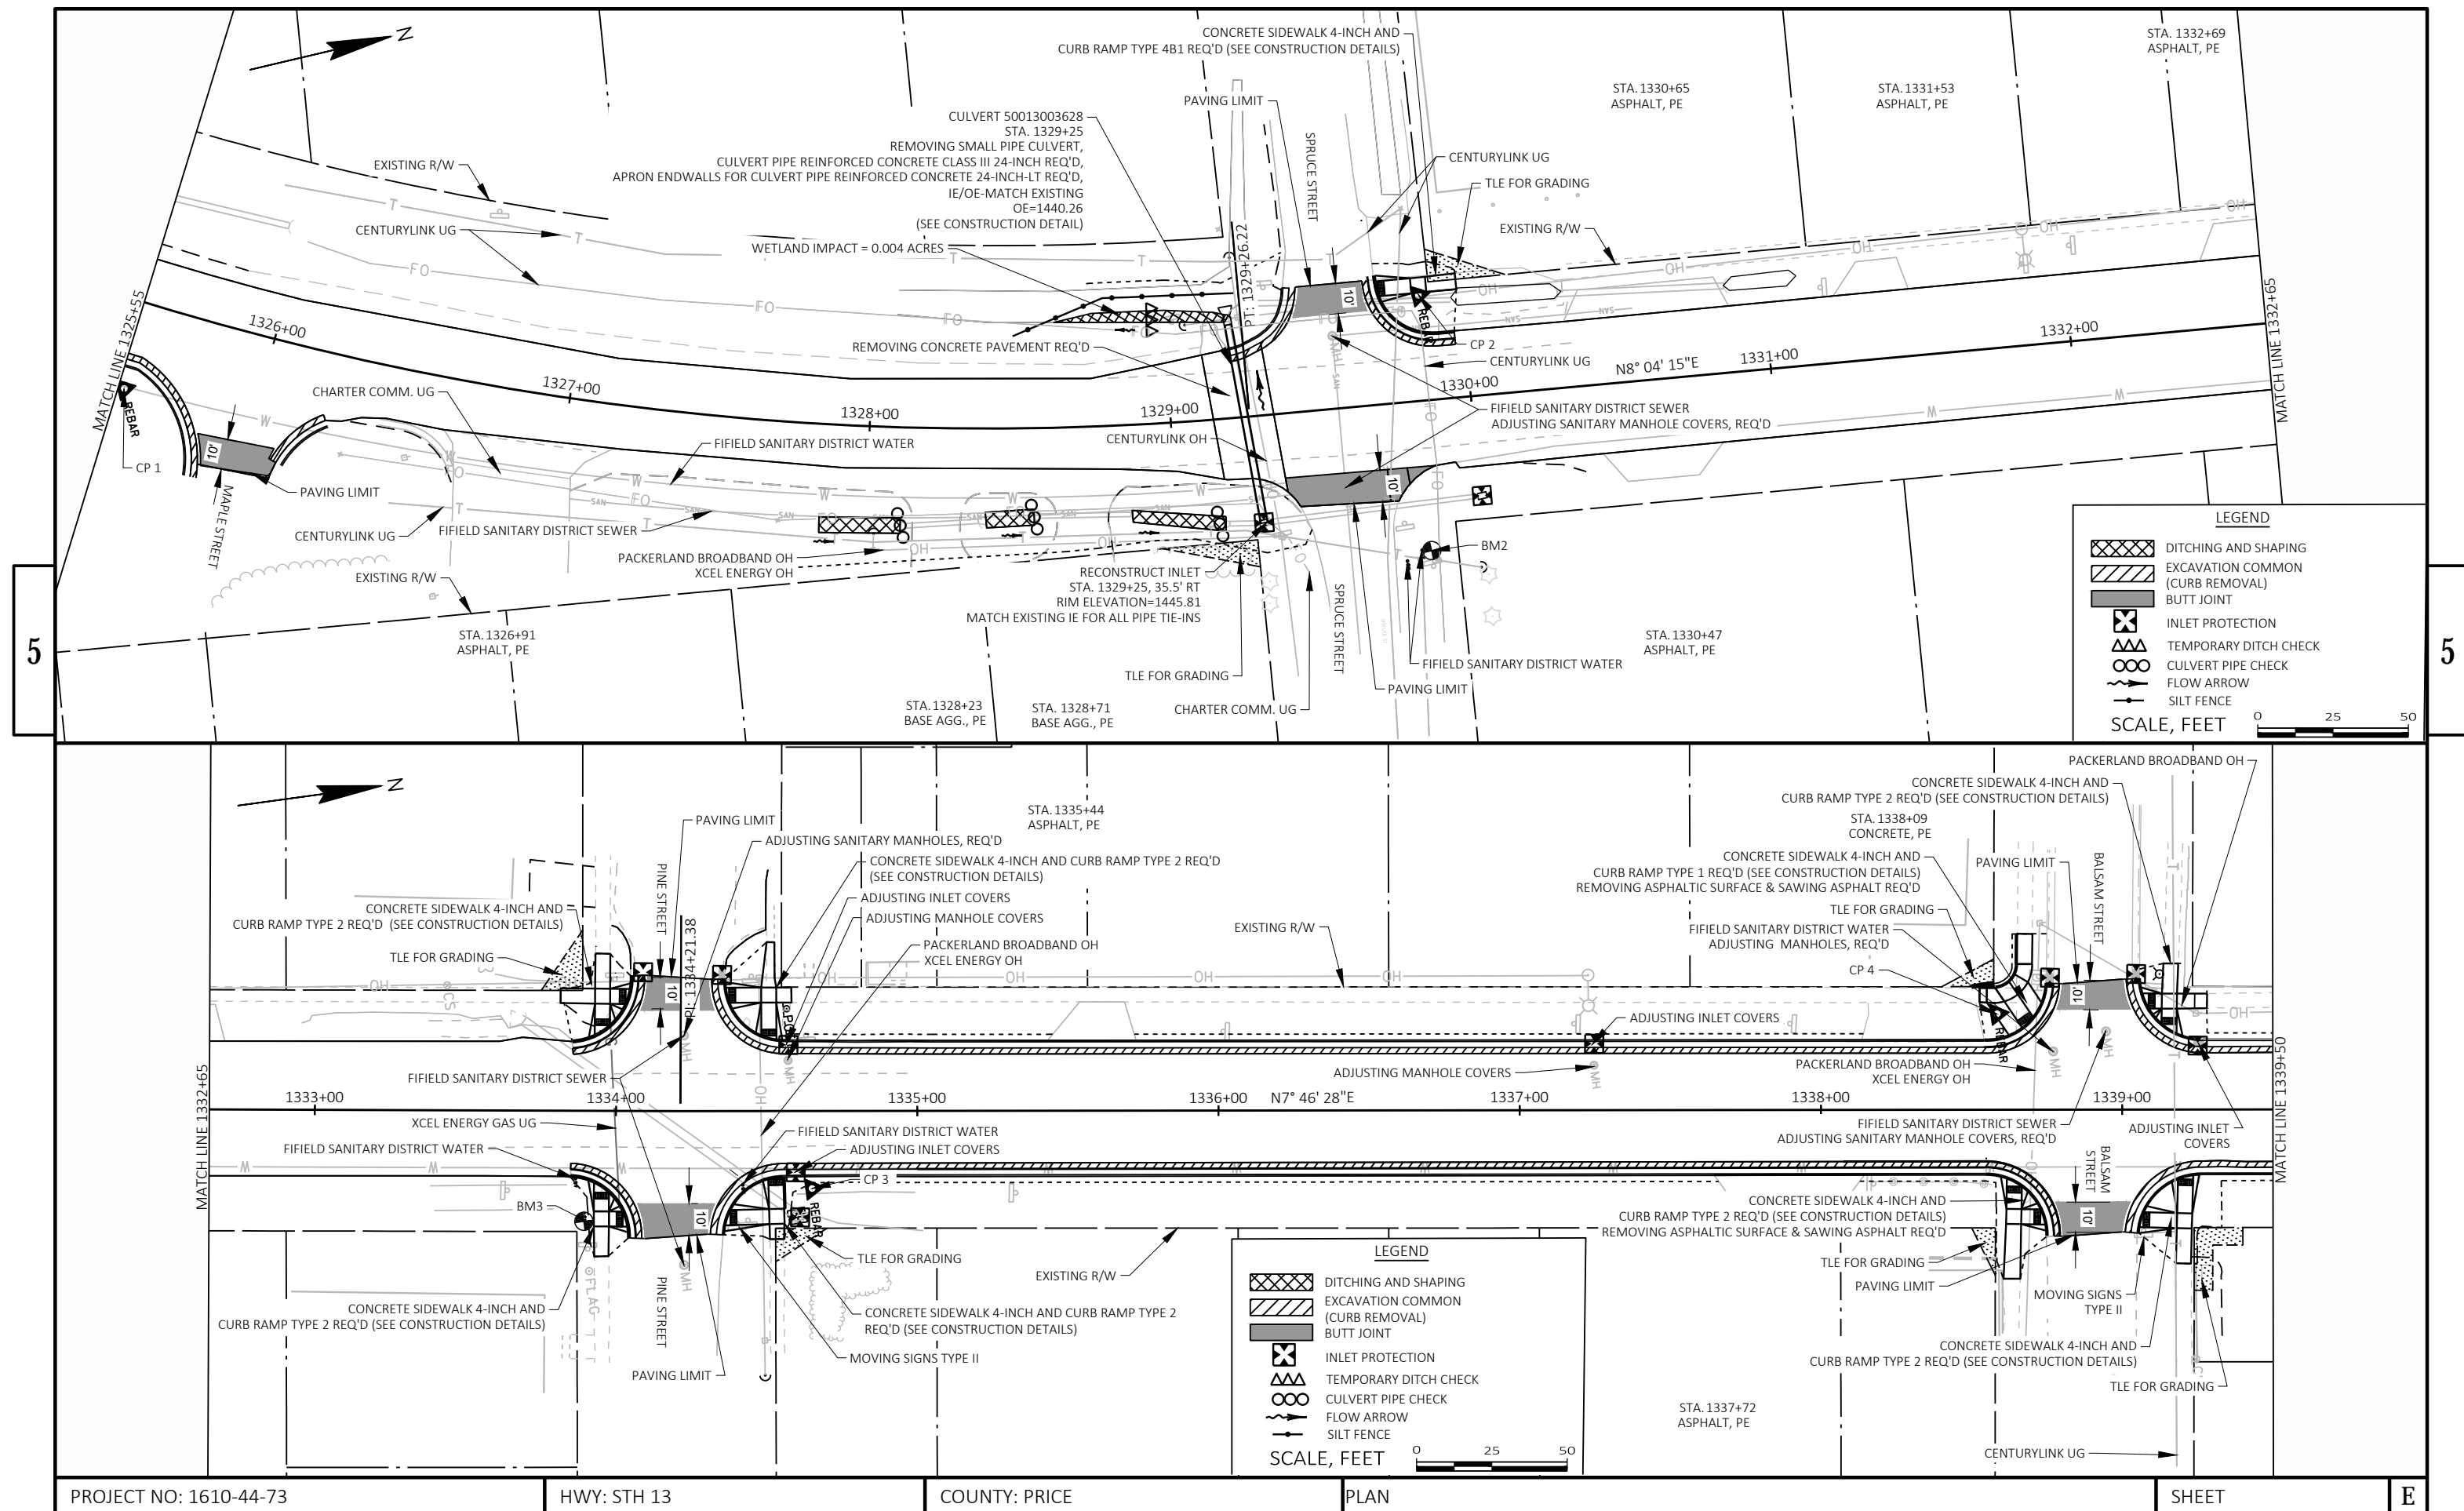 N
CONCRETE SIDEWALK 4-INCH AND
CURB RAMP TYPE 4B1 REQ'D (SEE CONSTRUCTION DETAILS)
STA. 1332+69
ASPHALT, PE
STA. 1330+65
ASPHALT, PE
STA. 1331+53
ASPHALT, PE
PAVING LIMIT
CULVERT 50013003628
STA. 1329+25
REMOVING SMALL PIPE CULVERT,
CULVERT PIPE REINFORCED CONCRETE CLASS III 24-INCH REQ'D,
APRON ENDWALLS FOR CULVERT PIPE REINFORCED CONCRETE 24-INCH-LT REQ'D,
IE/OE-MATCH EXISTING
OE=1440.26
(SEE CONSTRUCTION DETAIL)
SPRUCE STREET
CENTURYLINK UG
TLE FOR GRADING
EXISTING R/W
EXISTING R/W
CENTURYLINK UG
WETLAND IMPACT = 0.004 ACRES
PT: 1329+26.22
10'
REBAR
CP 2
CENTURYLINK UG
REMOVING CONCRETE PAVEMENT REQ'D
MATCH LINE 1325+55
1326+00
1327+00
1328+00
1329+00
1330+00
N8° 04' 15"E
1331+00
1332+00
MATCH LINE 1332+65
REBAR
CP 1
10'
MAPLE STREET
PAVING LIMIT
CHARTER COMM. UG
FIFIELD SANITARY DISTRICT WATER
CENTURYLINK OH
FIFIELD SANITARY DISTRICT SEWER
ADJUSTING SANITARY MANHOLE COVERS, REQ'D
10'
CENTURYLINK UG
FIFIELD SANITARY DISTRICT SEWER
PACKERLAND BROADBAND OH
XCEL ENERGY OH
EXISTING R/W
BM2
RECONSTRUCT INLET
STA. 1329+25, 35.5' RT
RIM ELEVATION=1445.81
MATCH EXISTING IE FOR ALL PIPE TIE-INS
SPRUCE STREET
STA. 1326+91
ASPHALT, PE
STA. 1330+47
ASPHALT, PE
FIFIELD SANITARY DISTRICT WATER
TLE FOR GRADING
PAVING LIMIT
CHARTER COMM. UG
STA. 1328+23
BASE AGG., PE
STA. 1328+71
BASE AGG., PE
LEGEND
DITCHING AND SHAPING
EXCAVATION COMMON
(CURB REMOVAL)
BUTT JOINT
INLET PROTECTION
TEMPORARY DITCH CHECK
CULVERT PIPE CHECK
FLOW ARROW
SILT FENCE
SCALE, FEET
0 25 50
5
5
N
PACKERLAND BROADBAND OH
CONCRETE SIDEWALK 4-INCH AND
CURB RAMP TYPE 2 REQ'D (SEE CONSTRUCTION DETAILS)
STA. 1335+44
ASPHALT, PE
STA. 1338+09
CONCRETE, PE
PAVING LIMIT
ADJUSTING SANITARY MANHOLES, REQ'D
CONCRETE SIDEWALK 4-INCH AND CURB RAMP TYPE 2 REQ'D
(SEE CONSTRUCTION DETAILS)
ADJUSTING INLET COVERS
ADJUSTING MANHOLE COVERS
PACKERLAND BROADBAND OH
XCEL ENERGY OH
PINE STREET
CONCRETE SIDEWALK 4-INCH AND
CURB RAMP TYPE 2 REQ'D (SEE CONSTRUCTION DETAILS)
TLE FOR GRADING
PI: 1334+21.38
10'
EXISTING R/W
CONCRETE SIDEWALK 4-INCH AND
CURB RAMP TYPE 1 REQ'D (SEE CONSTRUCTION DETAILS)
REMOVING ASPHALTIC SURFACE & SAWING ASPHALT REQ'D
PAVING LIMIT
BALSAM STREET
TLE FOR GRADING
FIFIELD SANITARY DISTRICT WATER
ADJUSTING MANHOLES, REQ'D
CP 4
REBAR
10'
ADJUSTING INLET COVERS
ADJUSTING MANHOLE COVERS
PACKERLAND BROADBAND OH
XCEL ENERGY OH
FIFIELD SANITARY DISTRICT SEWER
MATCH LINE 1332+65
1333+00
1334+00
1335+00
1336+00
N7° 46' 28"E
1337+00
1338+00
1339+00
MATCH LINE 1339+50
XCEL ENERGY GAS UG
FIFIELD SANITARY DISTRICT WATER
FIFIELD SANITARY DISTRICT WATER
ADJUSTING INLET COVERS
FIFIELD SANITARY DISTRICT SEWER
ADJUSTING SANITARY MANHOLE COVERS, REQ'D
ADJUSTING INLET
COVERS
CP 3
REBAR
BM3
10'
BALSAM
STREET
10'
CONCRETE SIDEWALK 4-INCH AND
CURB RAMP TYPE 2 REQ'D (SEE CONSTRUCTION DETAILS)
REMOVING ASPHALTIC SURFACE & SAWING ASPHALT REQ'D
TLE FOR GRADING
PAVING LIMIT
TLE FOR GRADING
EXISTING R/W
PINE STREET
FLAG
MOVING SIGNS
TYPE II
CONCRETE SIDEWALK 4-INCH AND
CURB RAMP TYPE 2 REQ'D (SEE CONSTRUCTION DETAILS)
CONCRETE SIDEWALK 4-INCH AND CURB RAMP TYPE 2
REQ'D (SEE CONSTRUCTION DETAILS)
MOVING SIGNS TYPE II
PAVING LIMIT
CONCRETE SIDEWALK 4-INCH AND
CURB RAMP TYPE 2 REQ'D (SEE CONSTRUCTION DETAILS)
TLE FOR GRADING
STA. 1337+72
ASPHALT, PE
CENTURYLINK UG
LEGEND
DITCHING AND SHAPING
EXCAVATION COMMON
(CURB REMOVAL)
BUTT JOINT
INLET PROTECTION
TEMPORARY DITCH CHECK
CULVERT PIPE CHECK
FLOW ARROW
SILT FENCE
SCALE, FEET
0 25 50
PROJECT NO: 1610-44-73
HWY: STH 13
COUNTY: PRICE
PLAN
SHEET
E